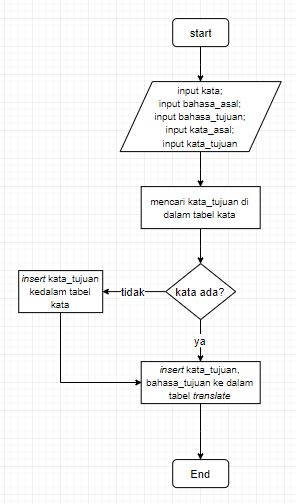 start
input kata;
input bahasa_asal;
input bahasa_tujuan;
input kata_asal;
input kata_tujuan
mencari kata_tujuan di
dalam tabel kata
kata ada?
tidak
insert kata_tujuan
kedalam tabel
kata
ya
insert kata_tujuan,
bahasa_tujuan ke dalam
tabel translate
End